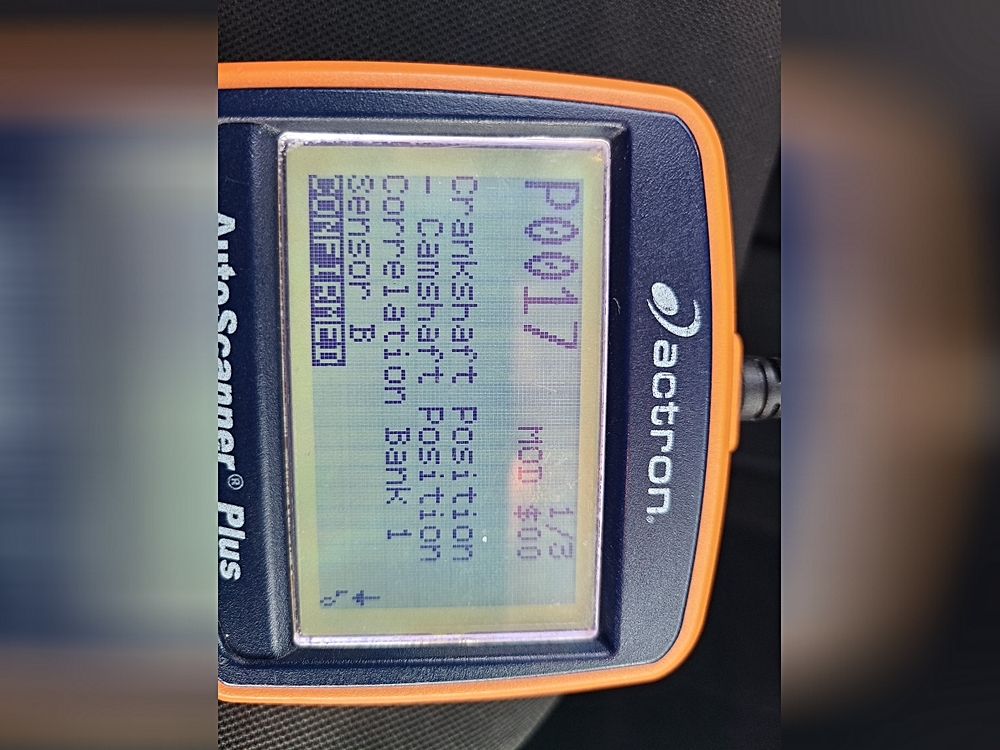 actron.
P0017 1/3
Mod $00
Crankshaft Position
- Camshaft Position
Correlation Bank 1
Sensor B
CONFIRMED
AutoScanner® Plus